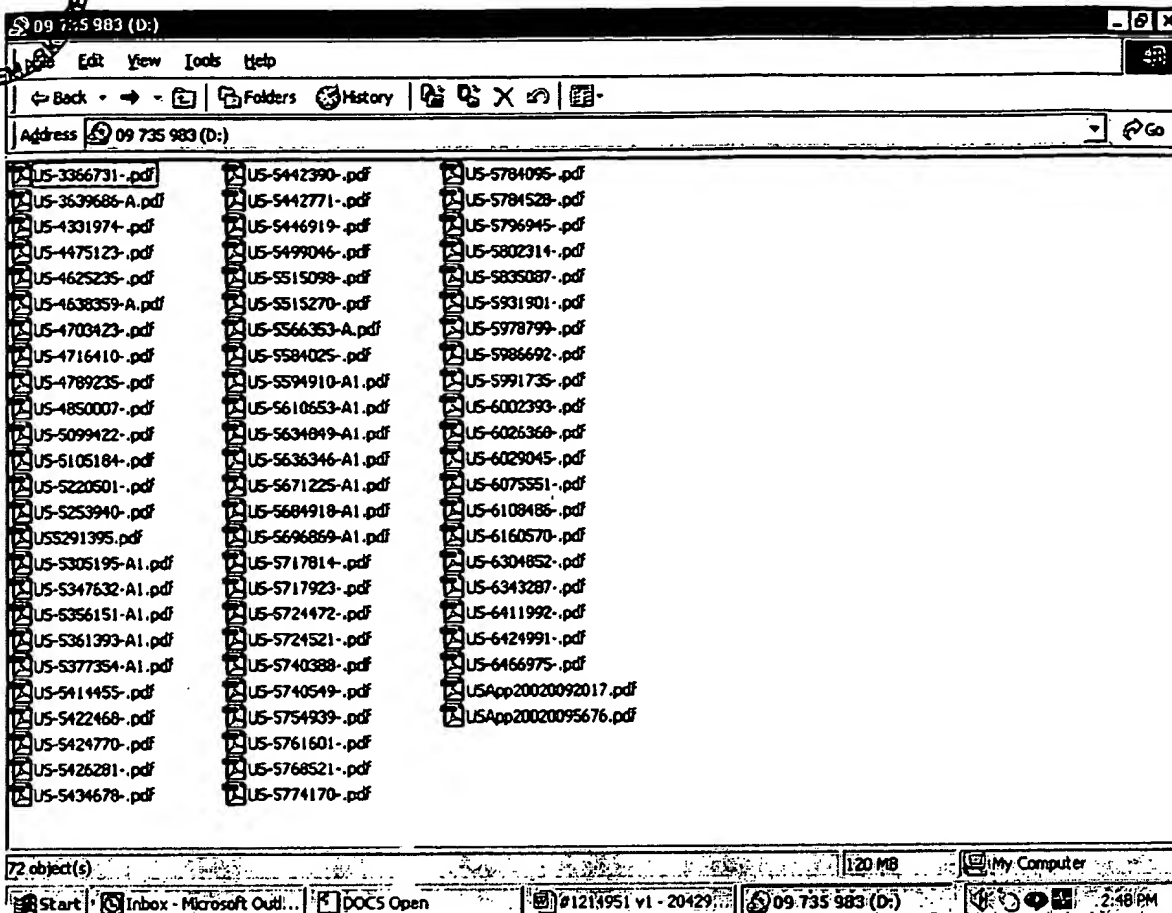 09 735 983 (D:)
Edit View Tools Help
Back Folders History
Address 09 735 983 (D:) Go
US-3366731-.pdf
US-3639686-A.pdf
US-4331974-.pdf
US-4475123-.pdf
US-4625235-.pdf
US-4638359-A.pdf
US-4703423-.pdf
US-4716410-.pdf
US-4789235-.pdf
US-4850007-.pdf
US-5099422-.pdf
US-5105184-.pdf
US-5220501-.pdf
US-5253940-.pdf
US5291395.pdf
US-5305195-A1.pdf
US-5347632-A1.pdf
US-5356151-A1.pdf
US-5361393-A1.pdf
US-5377354-A1.pdf
US-5414455-.pdf
US-5422468-.pdf
US-5424770-.pdf
US-5426281-.pdf
US-5434678-.pdf
US-5442390-.pdf
US-5442771-.pdf
US-5446919-.pdf
US-5499046-.pdf
US-5515098-.pdf
US-5515270-.pdf
US-5566353-A.pdf
US-5584025-.pdf
US-5594910-A1.pdf
US-5610653-A1.pdf
US-5634849-A1.pdf
US-5636346-A1.pdf
US-5671225-A1.pdf
US-5684918-A1.pdf
US-5696869-A1.pdf
US-5717814-.pdf
US-5717923-.pdf
US-5724472-.pdf
US-5724521-.pdf
US-5740388-.pdf
US-5740549-.pdf
US-5754939-.pdf
US-5761601-.pdf
US-5768521-.pdf
US-5774170-.pdf
US-5784095-.pdf
US-5784528-.pdf
US-5796945-.pdf
US-5802314-.pdf
US-5835087-.pdf
US-5931901-.pdf
US-5978799-.pdf
US-5986692-.pdf
US-5991735-.pdf
US-6002393-.pdf
US-6026368-.pdf
US-6029045-.pdf
US-6075551-.pdf
US-6108486-.pdf
US-6160570-.pdf
US-6304852-.pdf
US-6343287-.pdf
US-6411992-.pdf
US-6424991-.pdf
US-6466975-.pdf
USApp20020092017.pdf
USApp20020095676.pdf
72 object(s) 120 MB My Computer
Start Inbox - Microsoft Outl... DOCS Open #1214951 v1 - 20429... 09 735 983 (D:) 2:48 PM